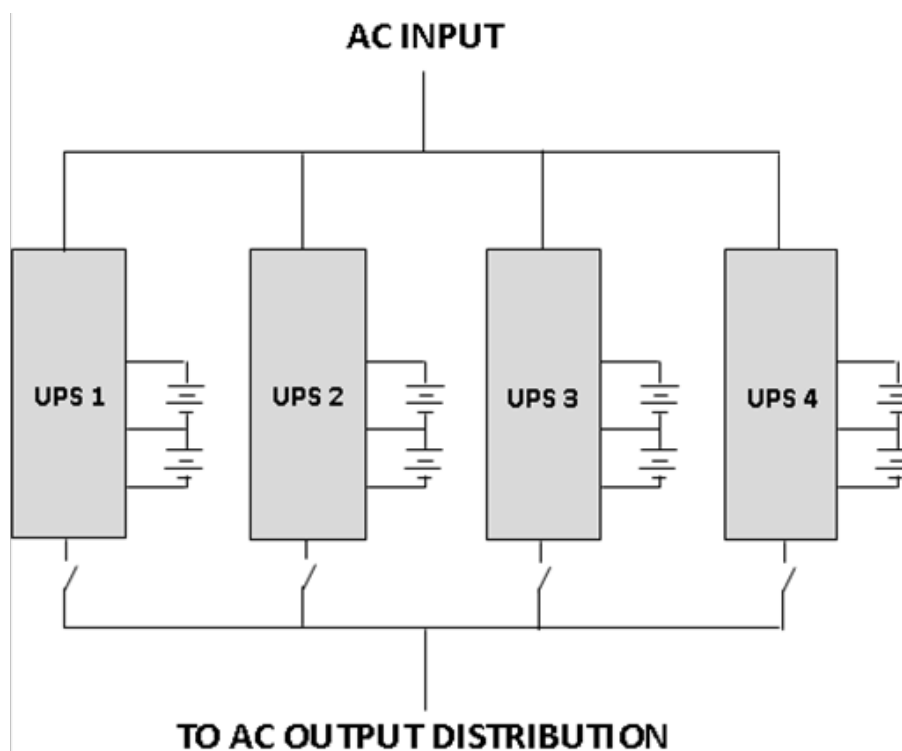 AC INPUT
UPS 1
UPS 2
UPS 3
UPS 4
TO AC OUTPUT DISTRIBUTION